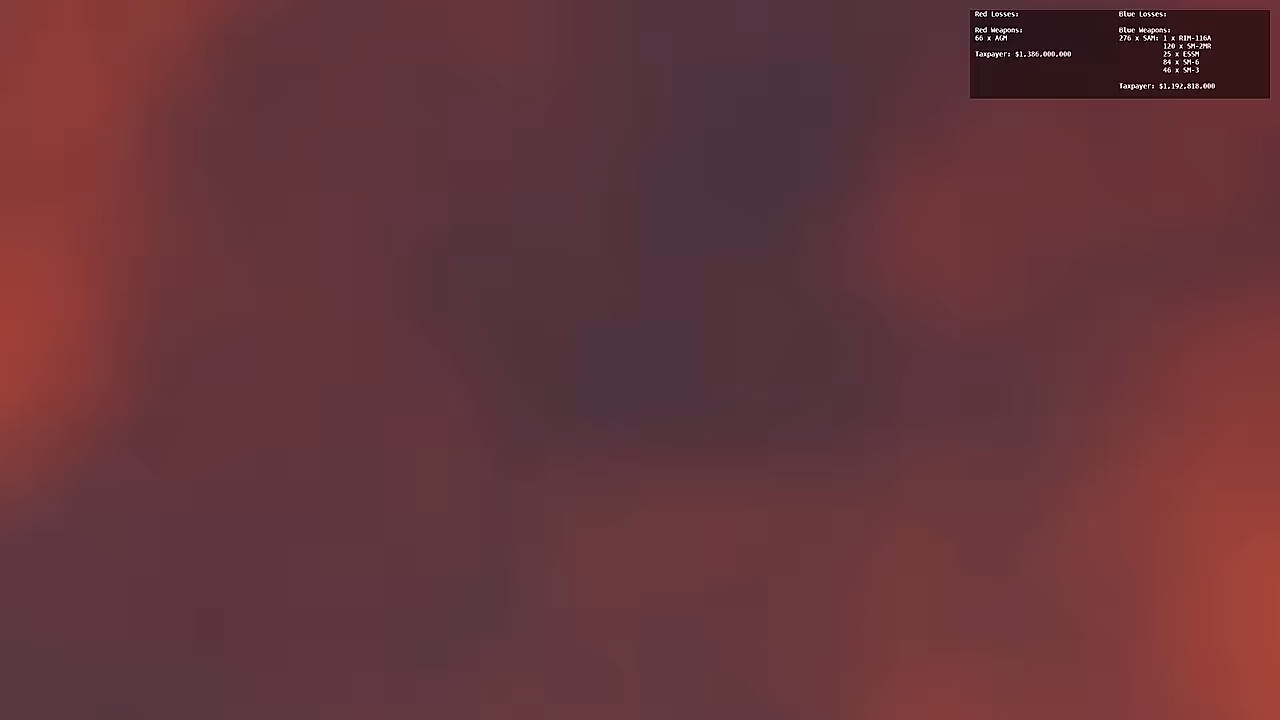 Red Losses:
Red Weapons:
66 x AGM
Taxpayer: $1,386,000,000
Blue Losses:
Blue Weapons:
276 x SAM: 1 x RIM-116A
120 x SM-2MR
25 x ESSM
84 x SM-6
46 x SM-3
Taxpayer: $1,192,818,000